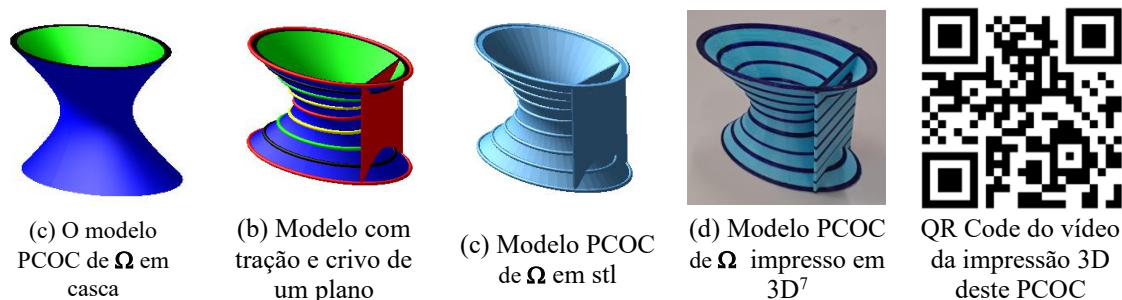 (c) O modelo
PCOC de Ω em
casca
(b) Modelo com
tração e crivo de
um plano
(c) Modelo PCOC
de Ω em stl
(d) Modelo PCOC
de Ω impresso em
3D⁷
QR Code do vídeo
da impressão 3D
deste PCOC